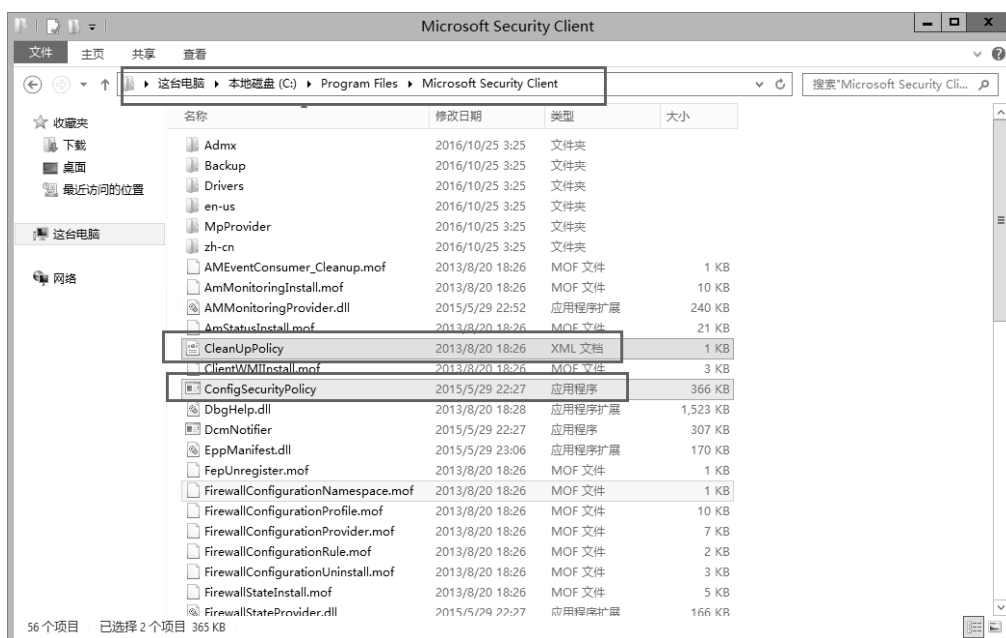 Microsoft Security Client
文件 主页 共享 查看
这台电脑 本地磁盘 (C:) Program Files Microsoft Security Client 搜索"Microsoft Security Cli...
名称 修改日期 类型 大小
收藏夹
下载
桌面
最近访问的位置
这台电脑
网络
Admx 2016/10/25 3:25 文件夹
Backup 2016/10/25 3:25 文件夹
Drivers 2016/10/25 3:25 文件夹
en-us 2016/10/25 3:25 文件夹
MpProvider 2016/10/25 3:25 文件夹
zh-cn 2016/10/25 3:25 文件夹
AMEventConsumer_Cleanup.mof 2013/8/20 18:26 MOF 文件 1 KB
AmMonitoringInstall.mof 2013/8/20 18:26 MOF 文件 10 KB
AMMonitoringProvider.dll 2015/5/29 22:52 应用程序扩展 240 KB
AmStatusInstall.mof 2013/8/20 18:26 MOF 文件 21 KB
CleanUpPolicy 2013/8/20 18:26 XML 文档 1 KB
ClientWMIInstall.mof 2013/8/20 18:26 MOF 文件 3 KB
ConfigSecurityPolicy 2015/5/29 22:27 应用程序 366 KB
DbgHelp.dll 2013/8/20 18:28 应用程序扩展 1,523 KB
DcmNotifier 2015/5/29 22:27 应用程序 307 KB
EppManifest.dll 2015/5/29 23:06 应用程序扩展 170 KB
FepUnregister.mof 2013/8/20 18:26 MOF 文件 1 KB
FirewallConfigurationNamespace.mof 2013/8/20 18:26 MOF 文件 1 KB
FirewallConfigurationProfile.mof 2013/8/20 18:26 MOF 文件 10 KB
FirewallConfigurationProvider.mof 2013/8/20 18:26 MOF 文件 7 KB
FirewallConfigurationRule.mof 2013/8/20 18:26 MOF 文件 2 KB
FirewallConfigurationUninstall.mof 2013/8/20 18:26 MOF 文件 3 KB
FirewallStateInstall.mof 2013/8/20 18:26 MOF 文件 5 KB
FirewallStateProvider.dll 2015/5/29 22:27 应用程序扩展 166 KB
56 个项目 已选择 2 个项目 365 KB